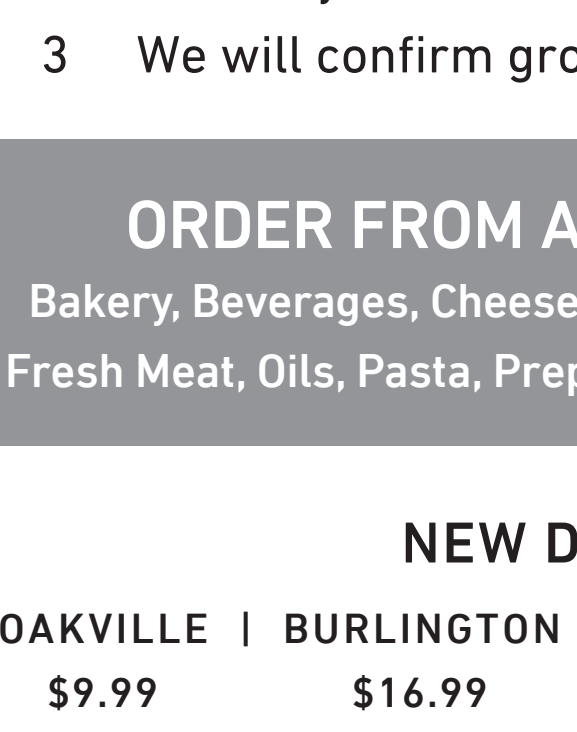 3 We will confirm gro
ORDER FROM A
Bakery, Beverages, Cheese
Fresh Meat, Oils, Pasta, Prep
NEW D
OAKVILLE | BURLINGTON
$9.99 $16.99